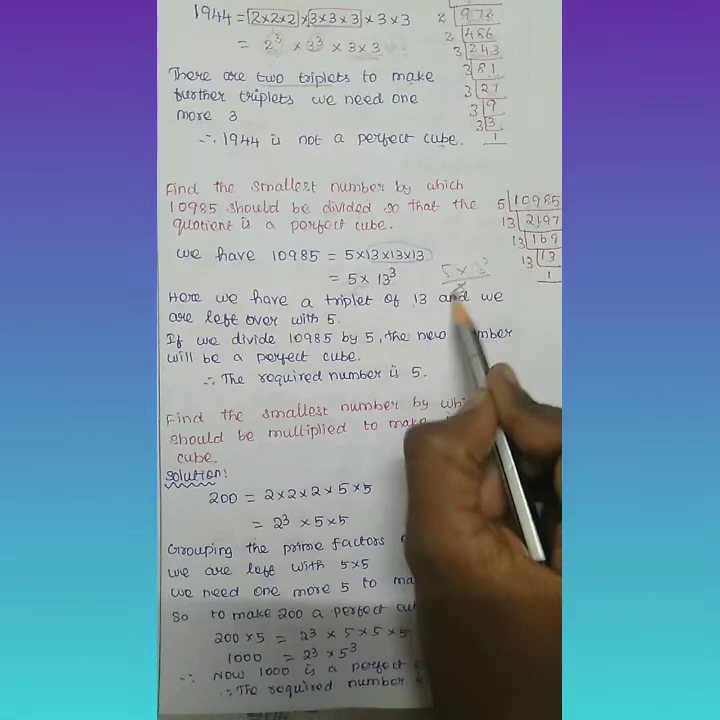 1944 = 2×2×2 × 3×3×3 × 3×3
= 2³ × 3³ × 3×3
There are two triplets to make
further triplets we need one
more 3
∴ 1944 is not a perfect cube.
2 | 972
2 | 486
3 | 243
3 | 81
3 | 27
3 | 9
3 | 3
1
Find the smallest number by which
10985 should be divided so that the
quotient is a perfect cube.
5 | 10985
13 | 2197
13 | 169
13 | 13
1
we have 10985 = 5×13×13×13
= 5× 13³
5 × 3
Here we have a triplet of 13 and we
are left over with 5.
If we divide 10985 by 5, the new
will be a perfect cube.
∴ The required number is 5.
Find the smallest number by
should be multiplied to make
cube.
Solution:
200 = 2×2×2× 5×5
= 2³ ×5×5
Grouping the prime factors
we are left with 5×5
we need one more 5 to
So to make 200 a perfect
200×5 = 2³ × 5×5×5
1000 = 2³× 5³
∴ Now 1000 is a perfect
∴ The required number